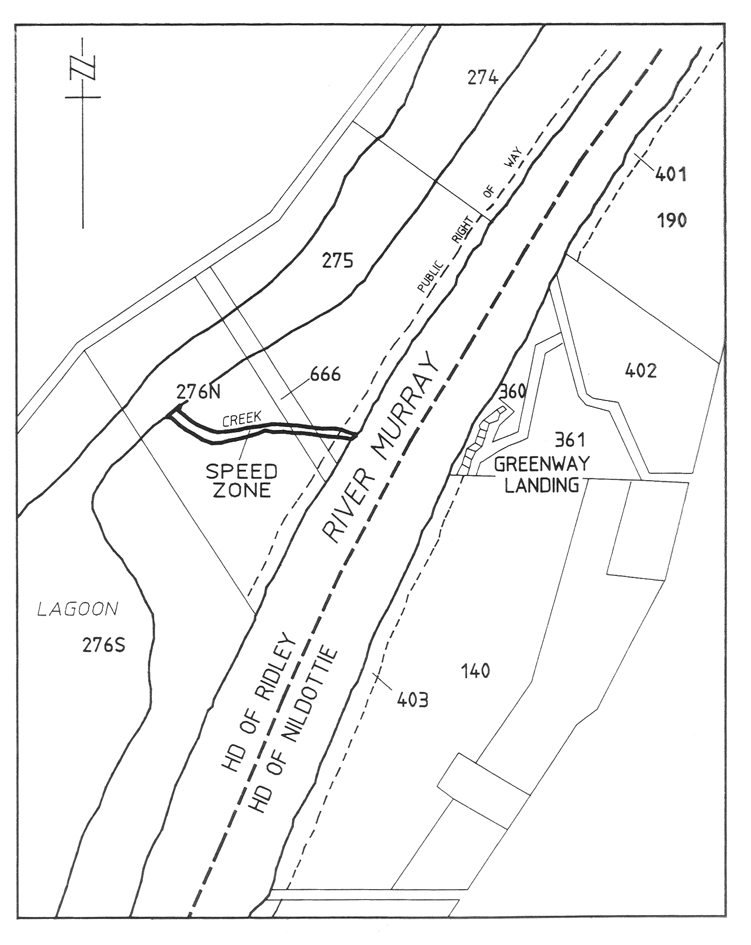 N
274
PUBLIC RIGHT OF WAY
401
190
275
276N
666
CREEK
SPEED
ZONE
RIVER MURRAY
360
402
361
GREENWAY
LANDING
LAGOON
276S
HD OF RIDLEY
HD OF NILDOTTIE
140
403